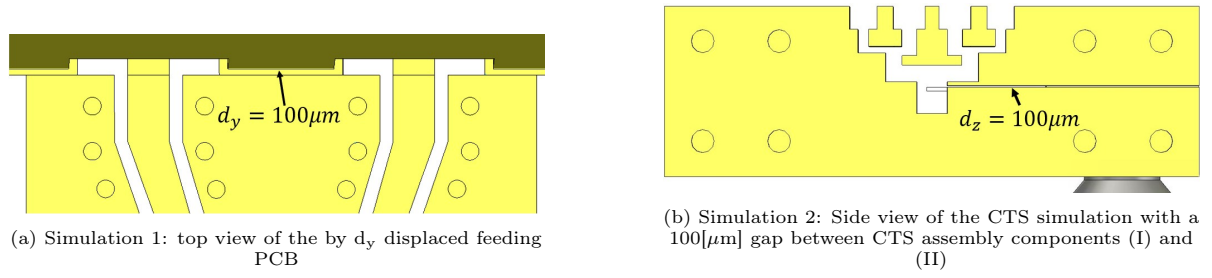 d_y = 100μm
(a) Simulation 1: top view of the by d_y displaced feeding
PCB
d_z = 100μm
(b) Simulation 2: Side view of the CTS simulation with a
100[μm] gap between CTS assembly components (I) and
(II)